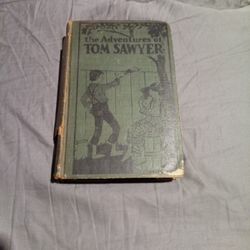 The Adventures of
TOM SAWYER